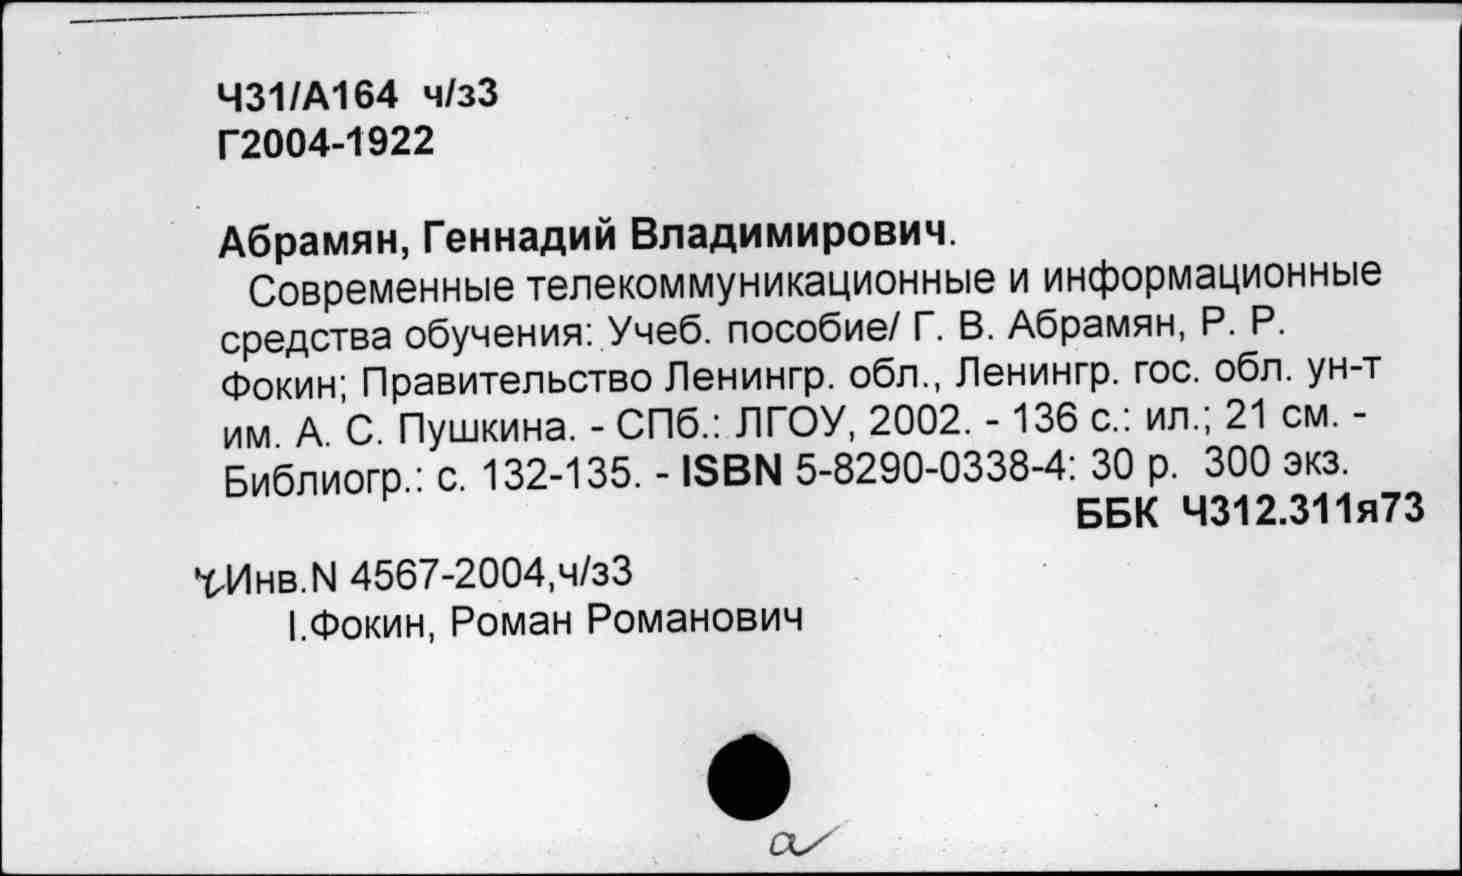 Ч31/А164 ч/з3
Г2004-1922
Абрамян, Геннадий Владимирович.
Современные телекоммуникационные и информационные
средства обучения: Учеб. пособие/ Г. В. Абрамян, Р. Р.
Фокин; Правительство Ленингр. обл., Ленингр. гос. обл. ун-т
им. А. С. Пушкина. - СПб.: ЛГОУ, 2002. - 136 с.: ил.; 21 см. -
Библиогр.: с. 132-135. - ISBN 5-8290-0338-4: 30 р. 300 экз.
ББК Ч312.311я73
Инв.N 4567-2004,ч/з3
I.Фокин, Роман Романович
а